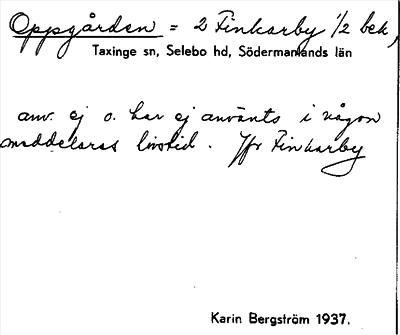 Oppgården = 2 Finkarby 1/2 bek,
Taxinge sn, Selebo hd, Södermanlands län
anv. ej o. har ej använts i någon
meddelares livstid. Jfr Finkarby
Karin Bergström 1937.